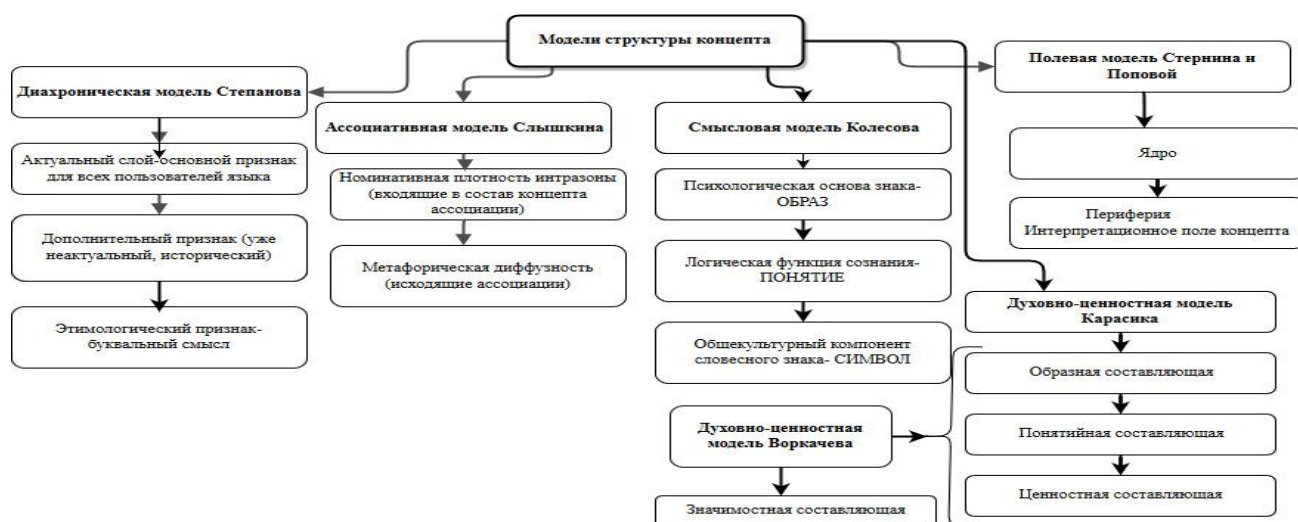 Модели структуры концепта
Диахроническая модель Степанова
Актуальный слой-основной признак
для всех пользователей языка
Дополнительный признак (уже
неактуальный, исторический)
Этимологический признак-
буквальный смысл
Ассоциативная модель Слышкина
Номинативная плотность интразоны
(входящие в состав концепта
ассоциации)
Метафорическая диффузность
(исходящие ассоциации)
Смысловая модель Колесова
Психологическая основа знака-
ОБРАЗ
Логическая функция сознания-
ПОНЯТИЕ
Общекультурный компонент
словесного знака- СИМВОЛ
Духовно-ценностная
модель Воркачева
Значимостная составляющая
Полевая модель Стернина и
Поповой
Ядро
Периферия
Интерпретационное поле концепта
Духовно-ценностная модель
Карасика
Образная составляющая
Понятийная составляющая
Ценностная составляющая